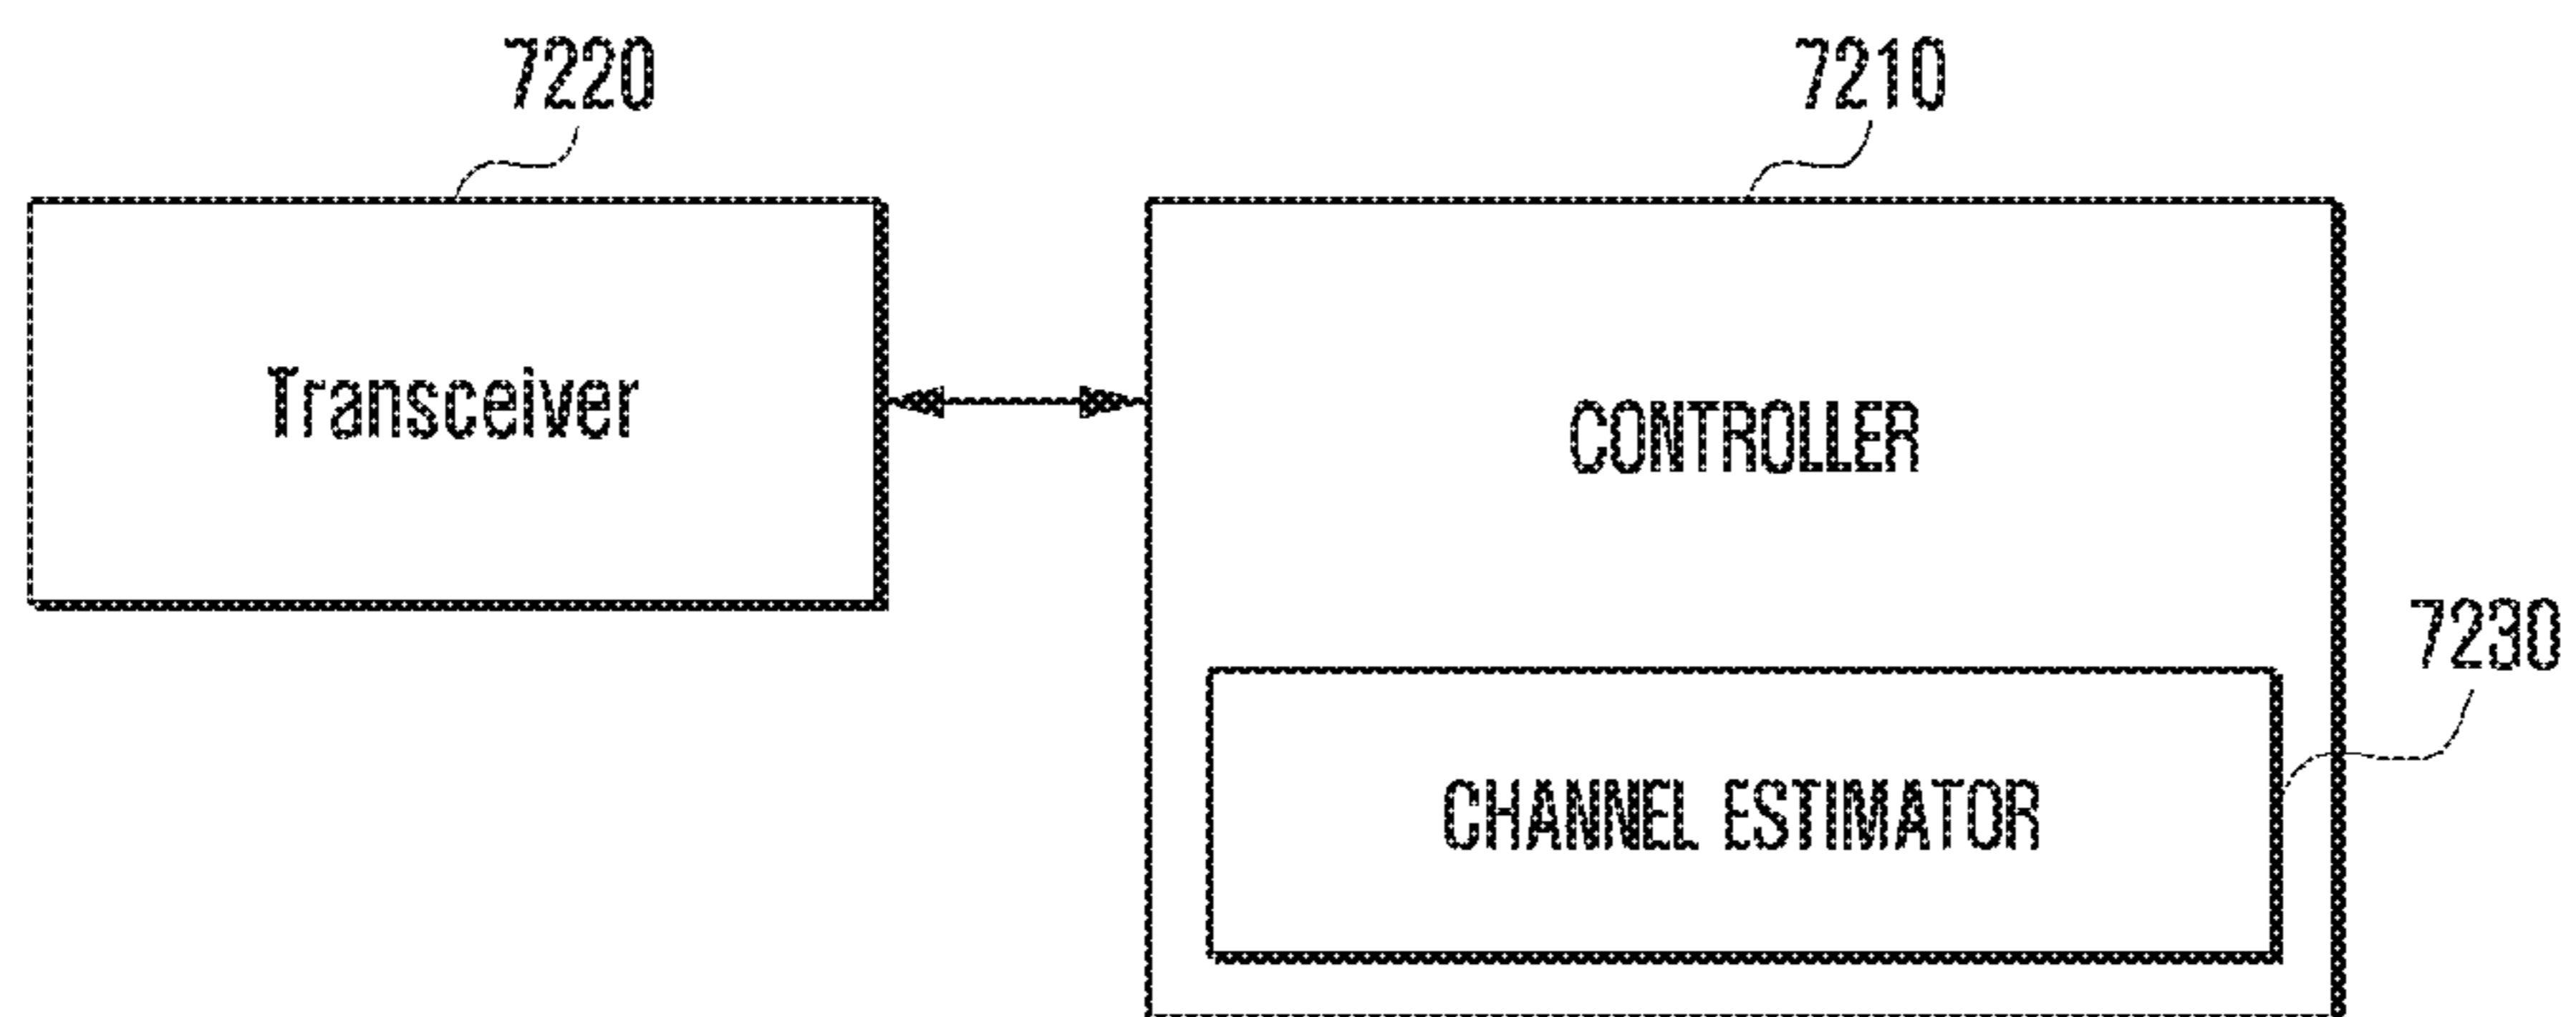 7220
7210
Transceiver
CONTROLLER
7230
CHANNEL ESTIMATOR